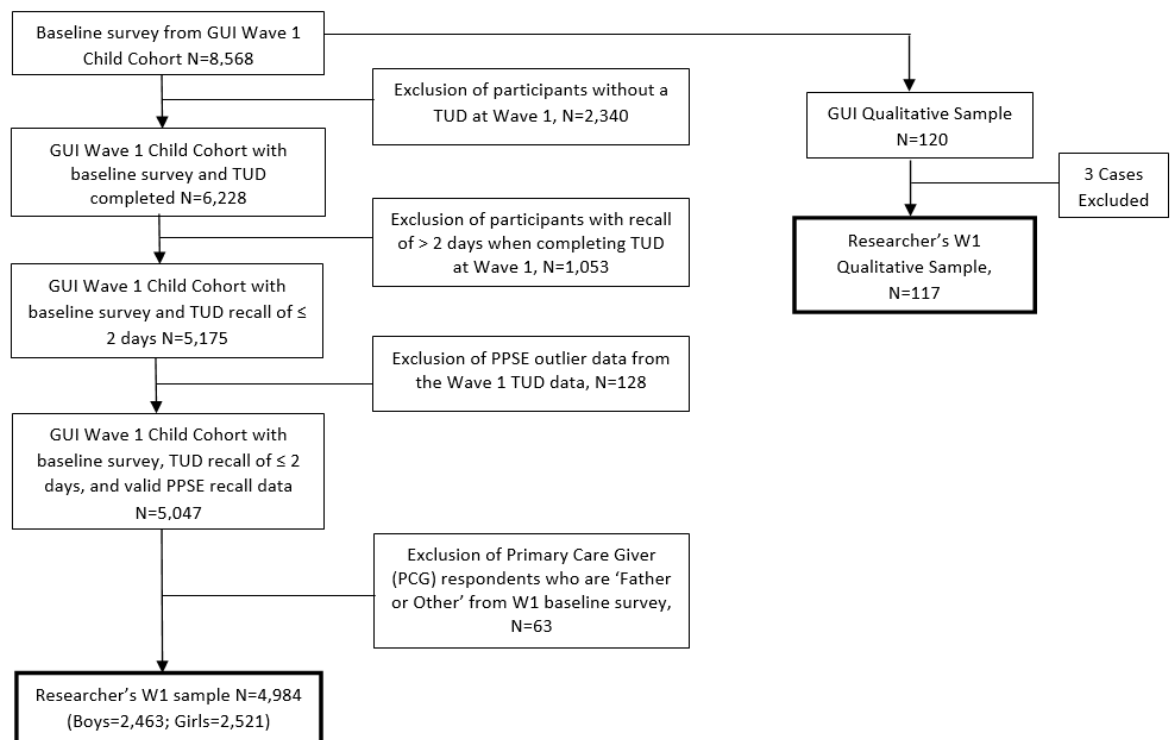 Baseline survey from GUI Wave 1
Child Cohort N=8,568
Exclusion of participants without a
TUD at Wave 1, N=2,340
GUI Wave 1 Child Cohort with
baseline survey and TUD
completed N=6,228
Exclusion of participants with recall
of > 2 days when completing TUD
at Wave 1, N=1,053
GUI Wave 1 Child Cohort with
baseline survey and TUD recall of ≤
2 days N=5,175
Exclusion of PPSE outlier data from
the Wave 1 TUD data, N=128
GUI Wave 1 Child Cohort with
baseline survey, TUD recall of ≤ 2
days, and valid PPSE recall data
N=5,047
Exclusion of Primary Care Giver
(PCG) respondents who are ‘Father
or Other’ from W1 baseline survey,
N=63
Researcher’s W1 sample N=4,984
(Boys=2,463; Girls=2,521)
GUI Qualitative Sample
N=120
3 Cases
Excluded
Researcher’s W1
Qualitative Sample,
N=117